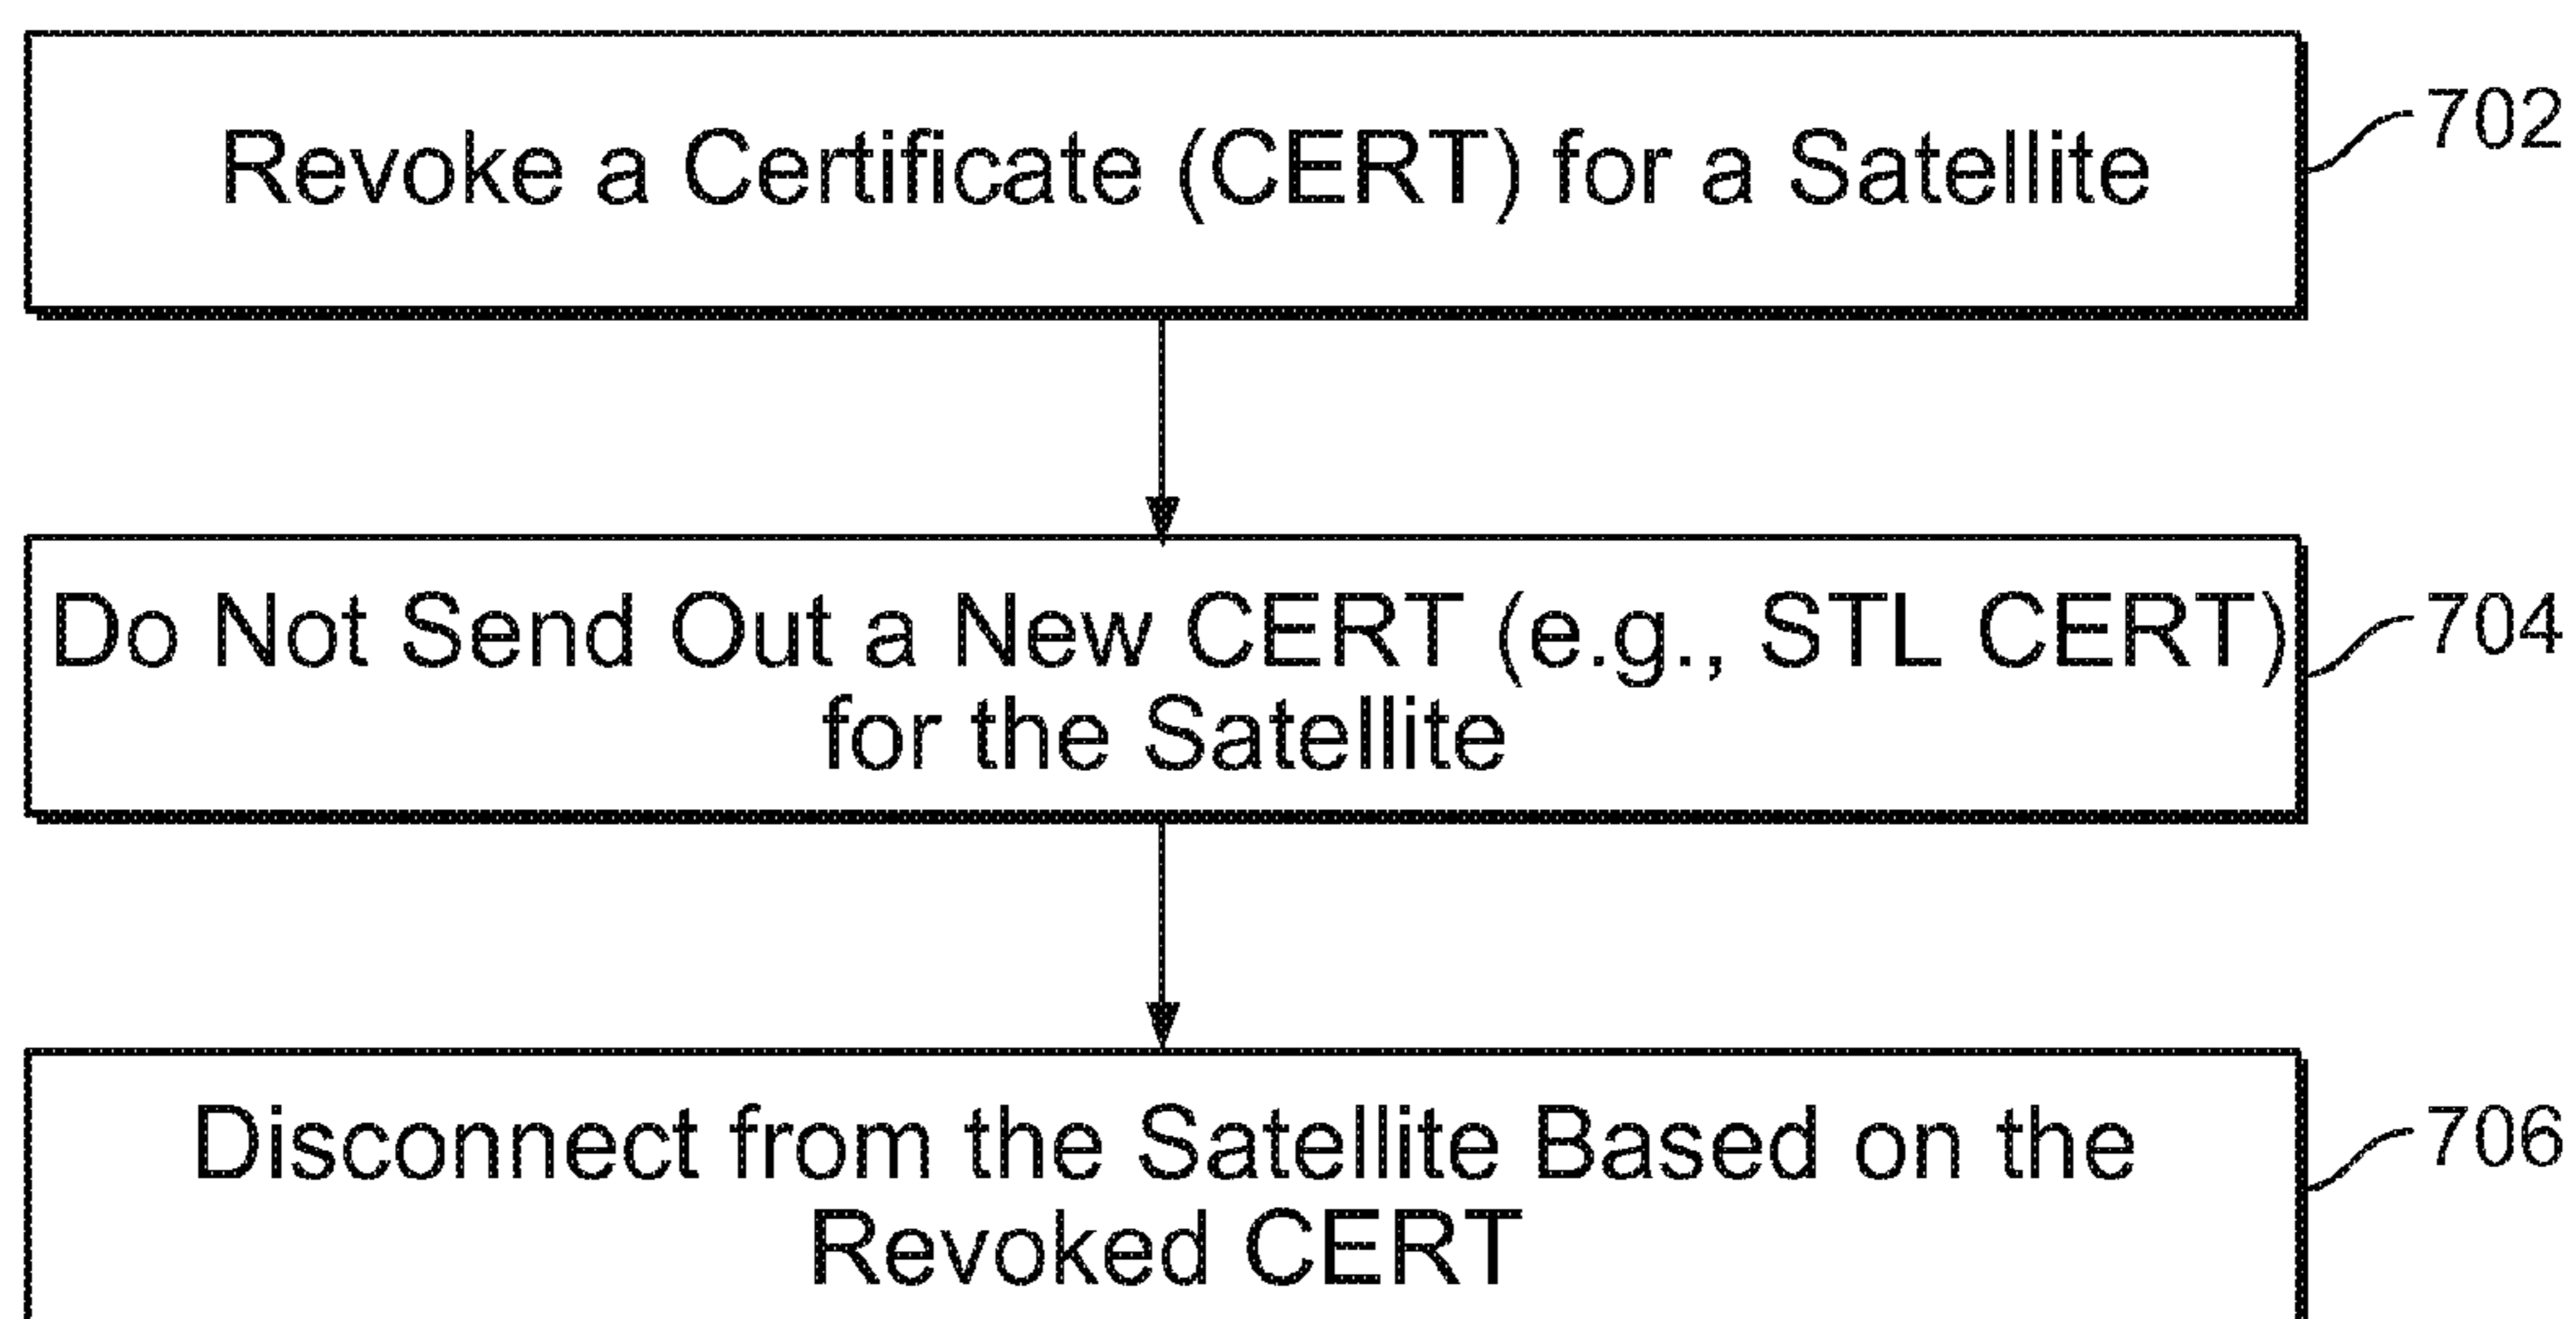 Revoke a Certificate (CERT) for a Satellite
702
Do Not Send Out a New CERT (e.g., STL CERT)
for the Satellite
704
Disconnect from the Satellite Based on the
Revoked CERT
706